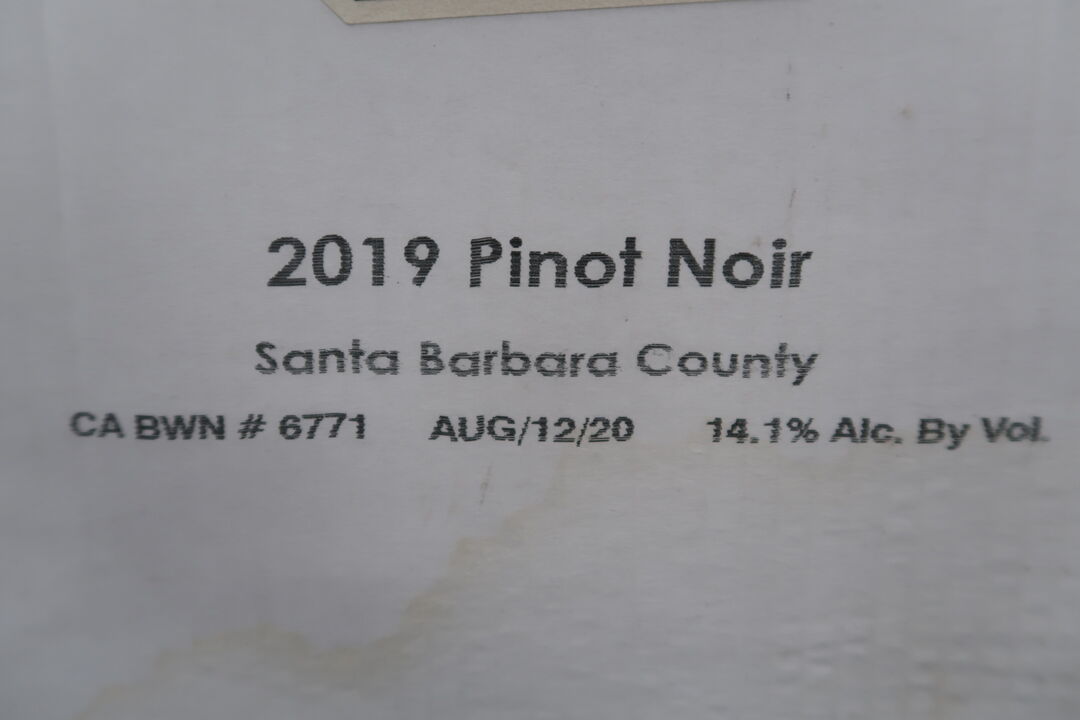 2019 Pinot Noir
Santa Barbara County
CA BWN # 6771 AUG/12/20 14.1% Alc. By Vol.